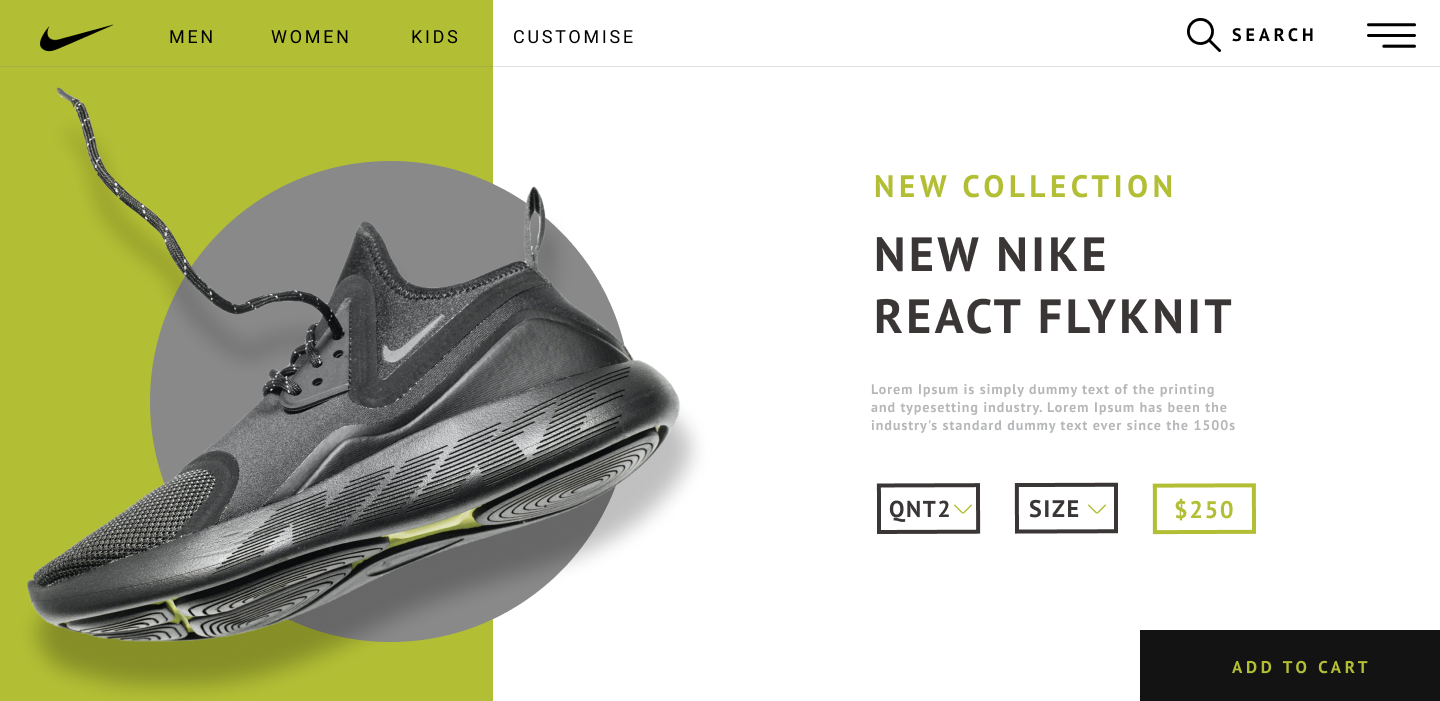 MEN WOMEN KIDS CUSTOMISE SEARCH
NEW COLLECTION
NEW NIKE
REACT FLYKNIT
Lorem Ipsum is simply dummy text of the printing
and typesetting industry. Lorem Ipsum has been the
industry's standard dummy text ever since the 1500s
QNT2 SIZE $250
ADD TO CART